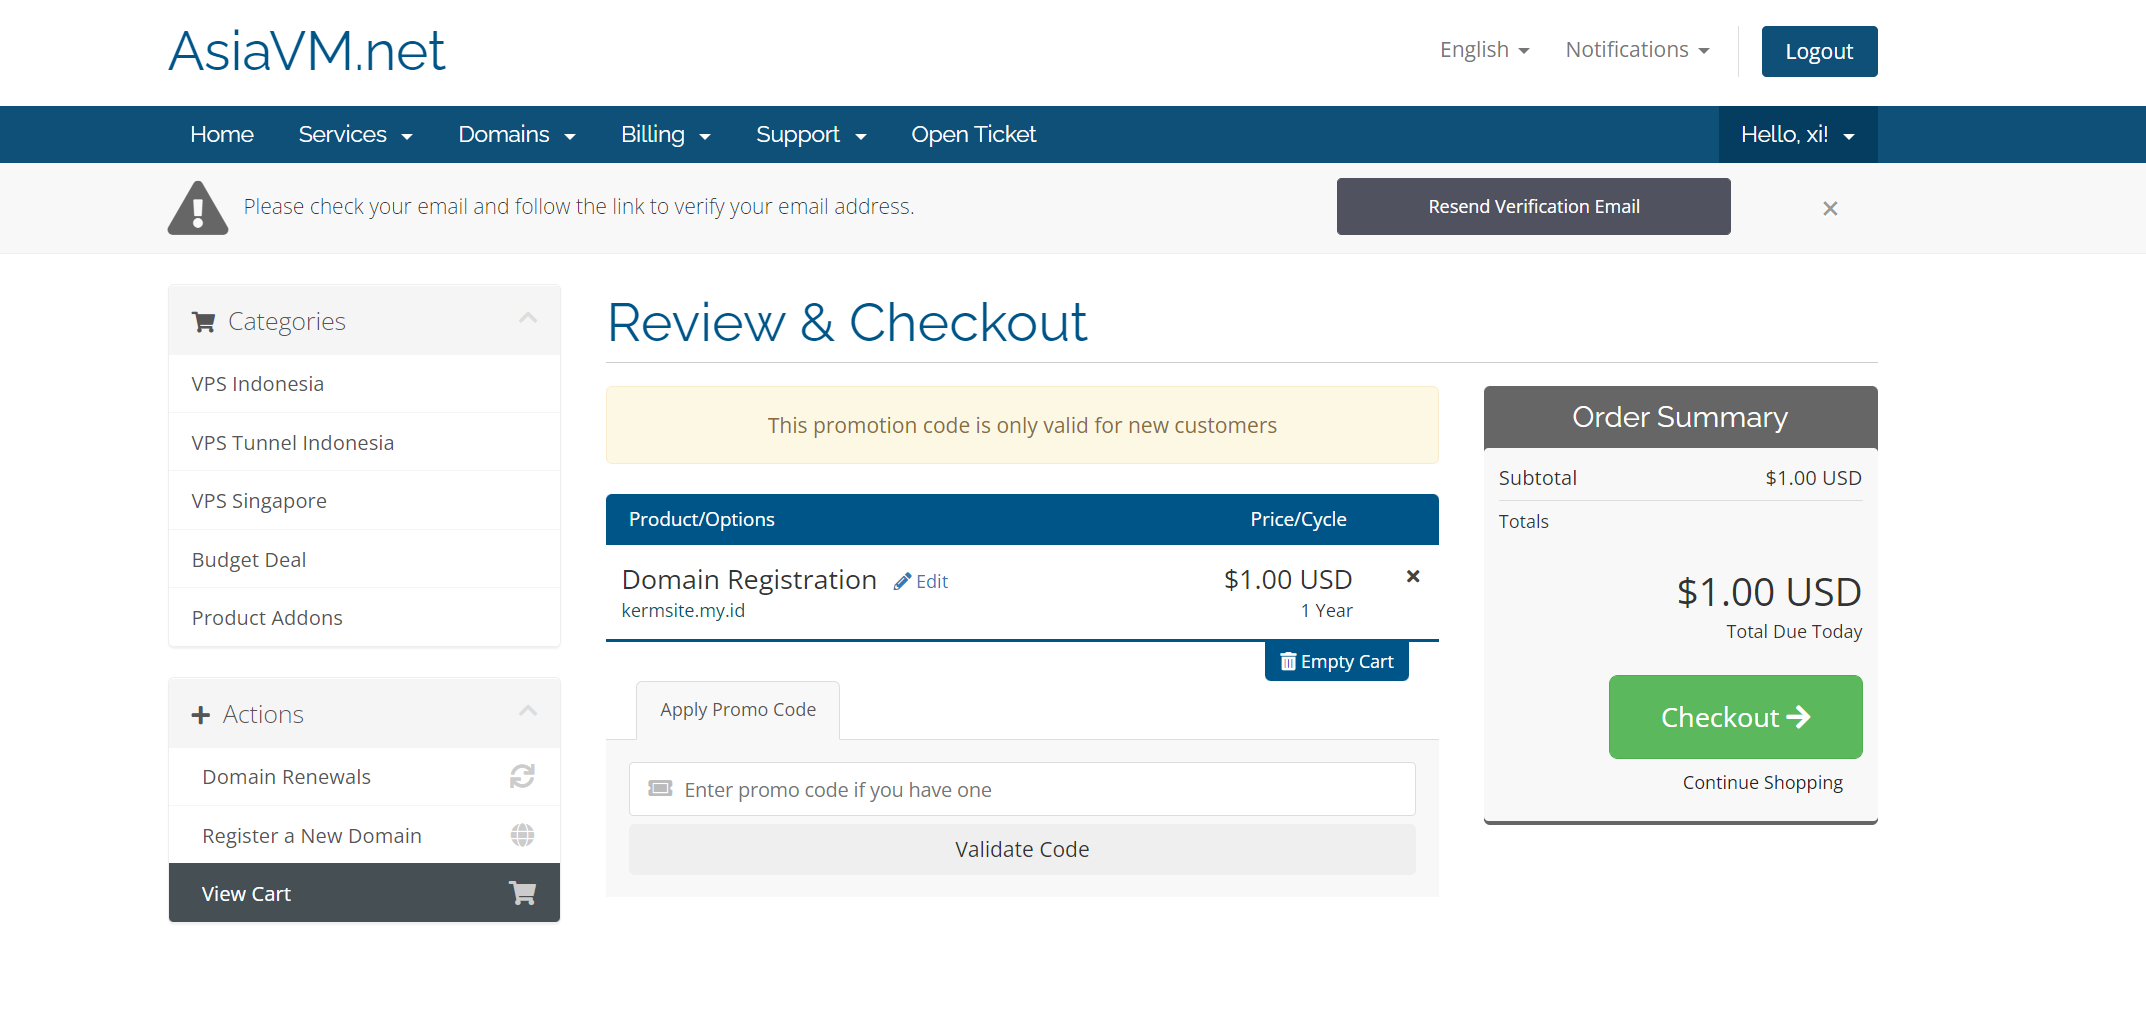 AsiaVM.net
English
Notifications
Logout
Home
Services
Domains
Billing
Support
Open Ticket
Hello, xi!
Please check your email and follow the link to verify your email address.
Resend Verification Email
Categories
VPS Indonesia
VPS Tunnel Indonesia
VPS Singapore
Budget Deal
Product Addons
Actions
Domain Renewals
Register a New Domain
View Cart
Review & Checkout
This promotion code is only valid for new customers
Product/Options
Price/Cycle
Domain Registration
Edit
$1.00 USD
kermsite.my.id
1 Year
Empty Cart
Apply Promo Code
Enter promo code if you have one
Validate Code
Order Summary
Subtotal
$1.00 USD
Totals
$1.00 USD
Total Due Today
Checkout
Continue Shopping